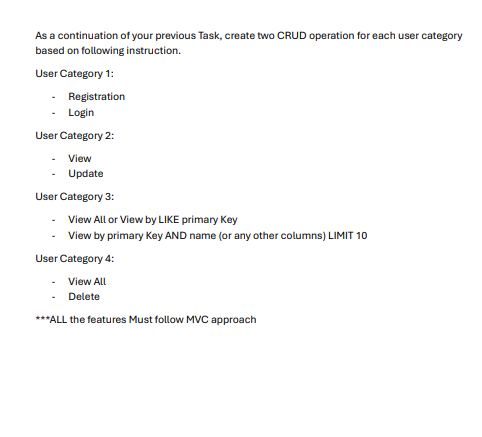 As a continuation of your previous Task, create two CRUD operation for each user category
based on following instruction.
User Category 1:
- Registration
- Login
User Category 2:
- View
- Update
User Category 3:
- View All or View by LIKE primary Key
- View by primary Key AND name (or any other columns) LIMIT 10
User Category 4:
- View All
- Delete
***ALL the features Must follow MVC approach